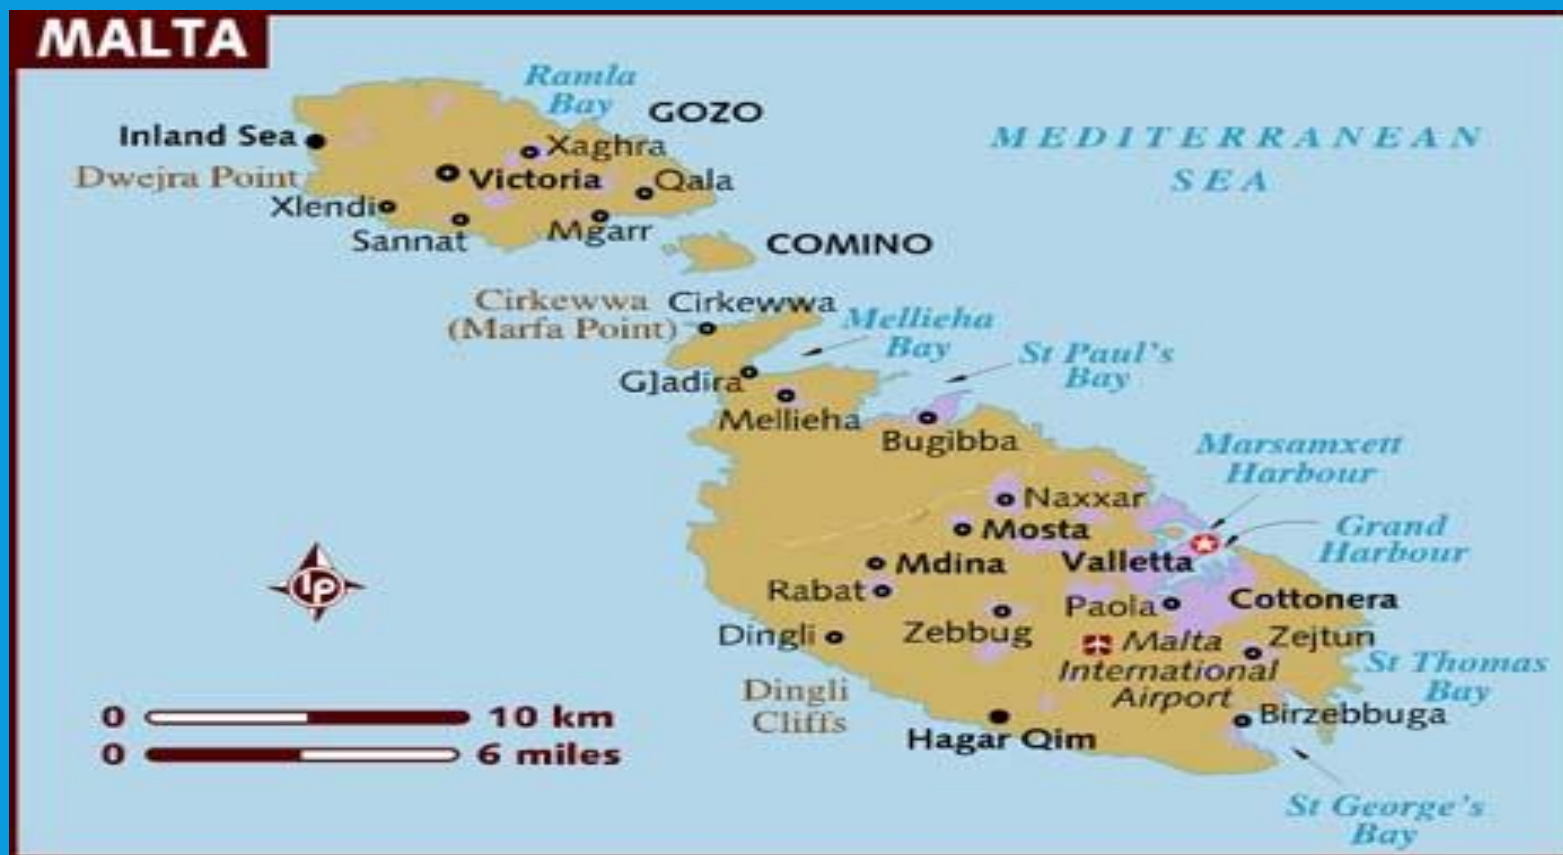 MALTA
Ramla
Bay
GOZO
Inland Sea
Xaghra
MEDITERRANEAN
SEA
Dwejra Point
Victoria
Qala
Xlendi
Sannat
Mgarr
COMINO
Cirkewwa
(Marfa Point)
Cirkewwa
Mellieha
Bay
St Paul's
Bay
G]adira
Mellieha
Bugibba
Marsamxett
Harbour
Naxxar
Mosta
Grand
Harbour
Valletta
Mdina
Rabat
Paola
Cottonera
Dingli
Zebbug
Malta
International
Airport
Zejtun
St Thomas
Bay
Dingli
Cliffs
Hagar Qim
Birzebbuga
St George's
Bay
LP
0 10 km
0 6 miles